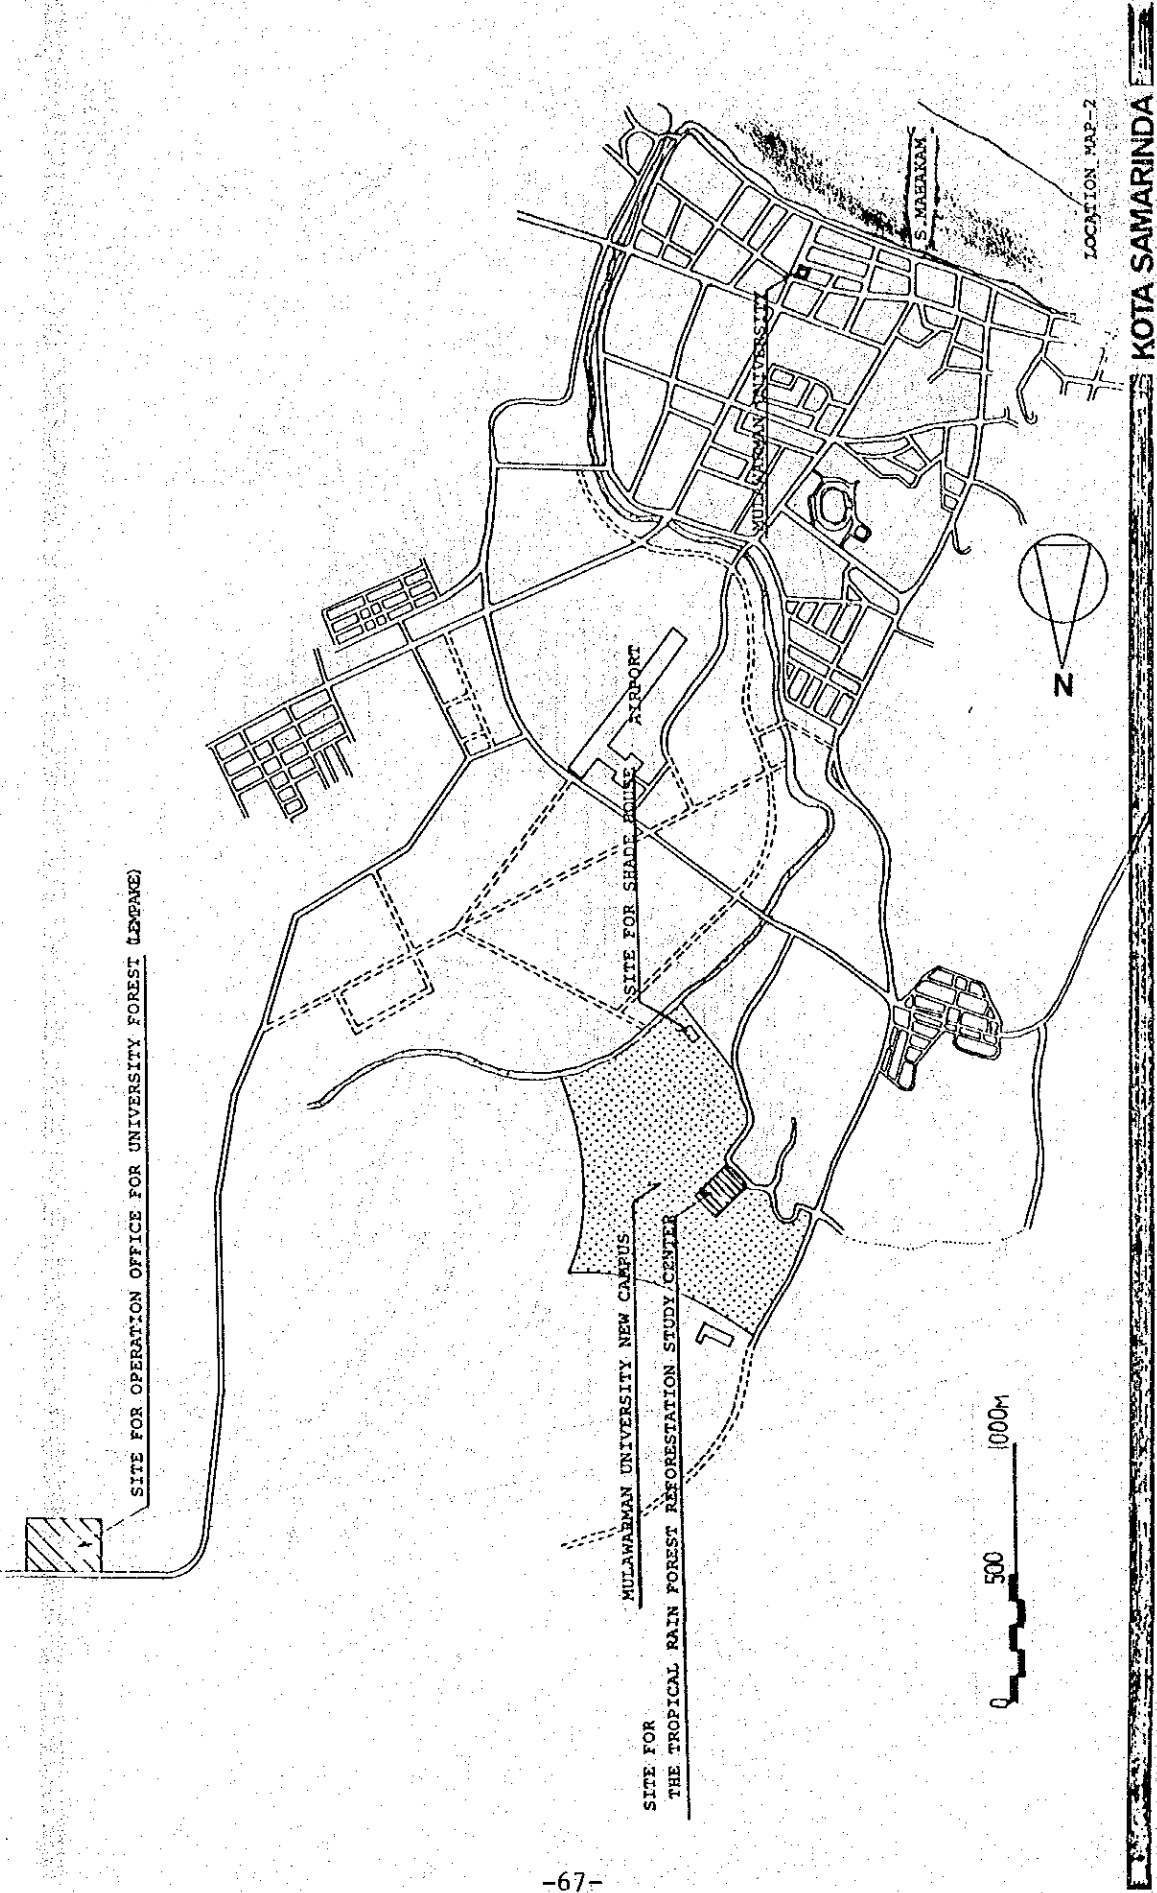 SITE FOR OPERATION OFFICE FOR UNIVERSITY FOREST (LEMPAKE)
MULAWARMAN UNIVERSITY NEW CAMPUS
SITE FOR
THE TROPICAL RAIN FOREST REFORESTATION STUDY CENTER
SITE FOR SHADE HOUSE
AIRPORT
MULAWARMAN UNIVERSITY
S. MAHAKAM
N
0 500 1000M
LOCATION MAP-2
KOTA SAMARINDA
-67-